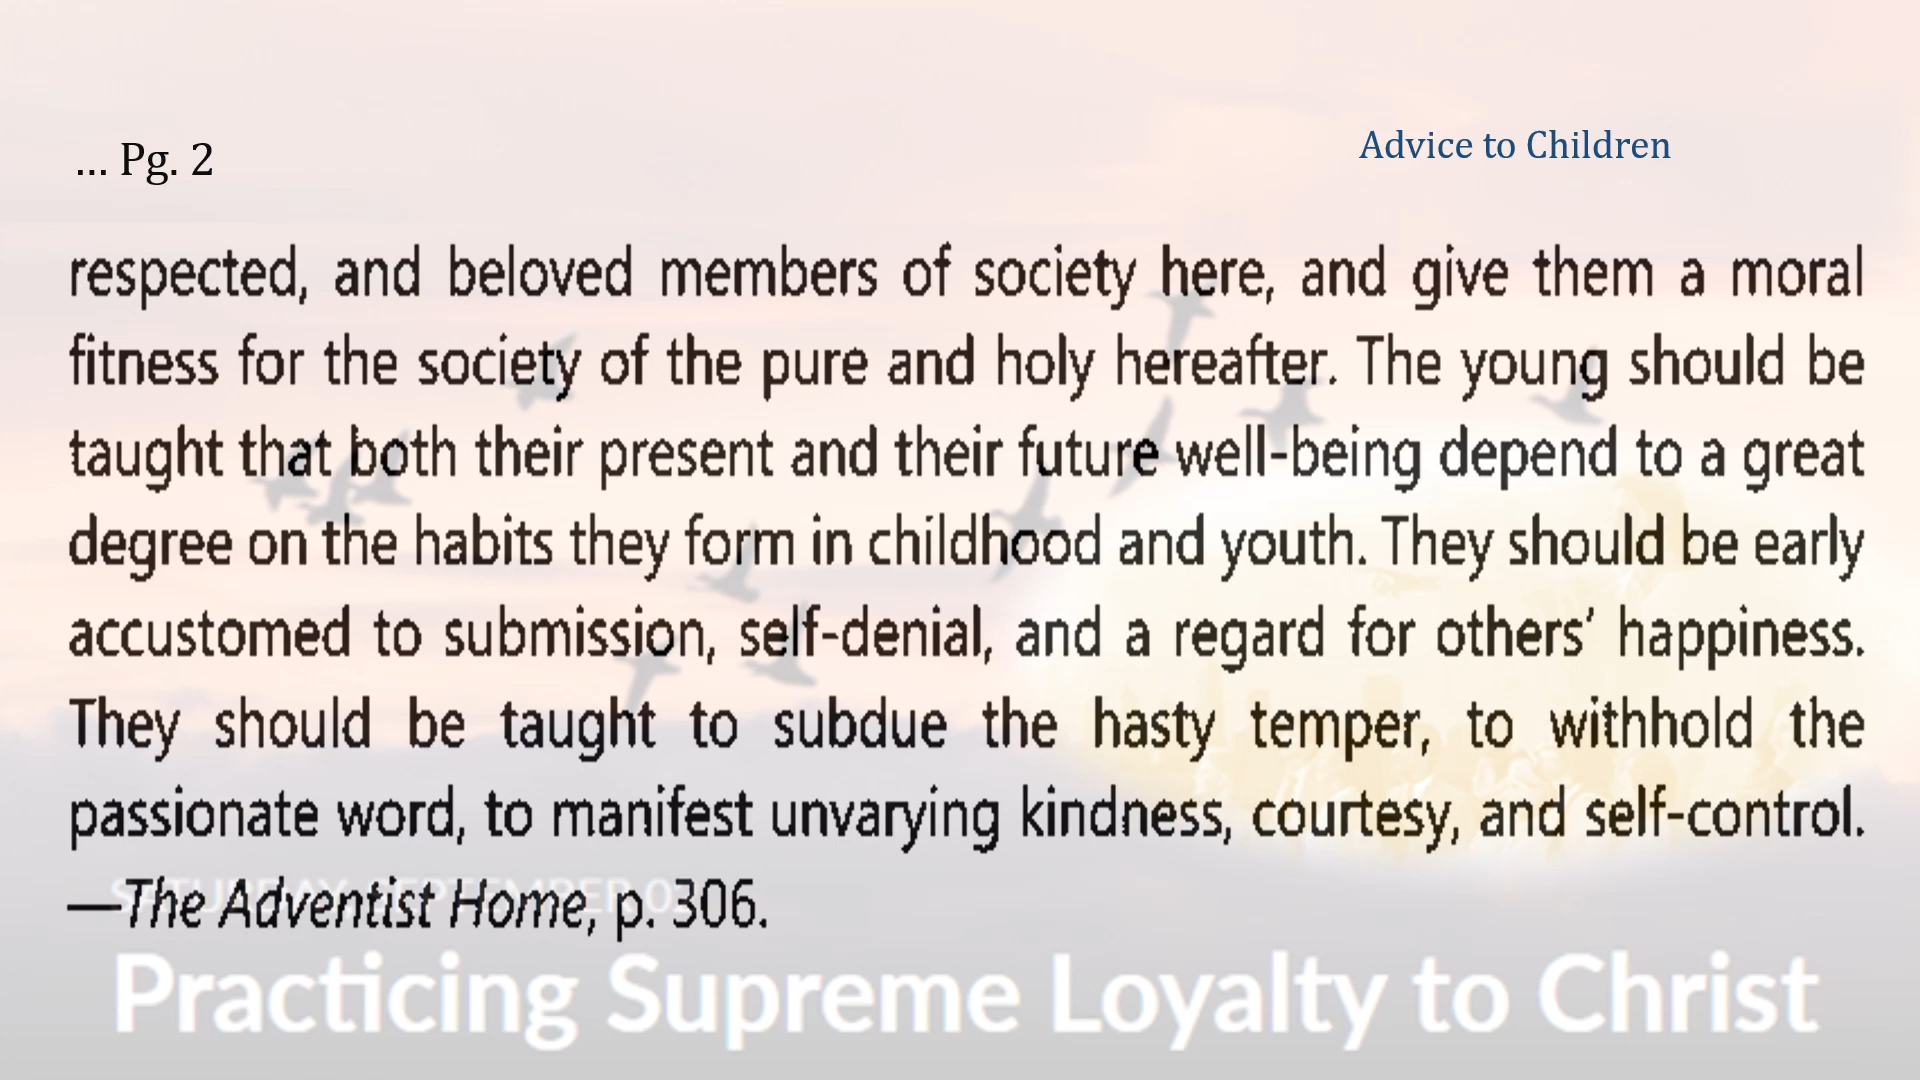 ... Pg. 2
Advice to Children
respected, and beloved members of society here, and give them a moral
fitness for the society of the pure and holy hereafter. The young should be
taught that both their present and their future well-being depend to a great
degree on the habits they form in childhood and youth. They should be early
accustomed to submission, self-denial, and a regard for others’ happiness.
They should be taught to subdue the hasty temper, to withhold the
passionate word, to manifest unvarying kindness, courtesy, and self-control.
—The Adventist Home, p. 306.
SATURDAY, SEPTEMBER
Practicing Supreme Loyalty to Christ